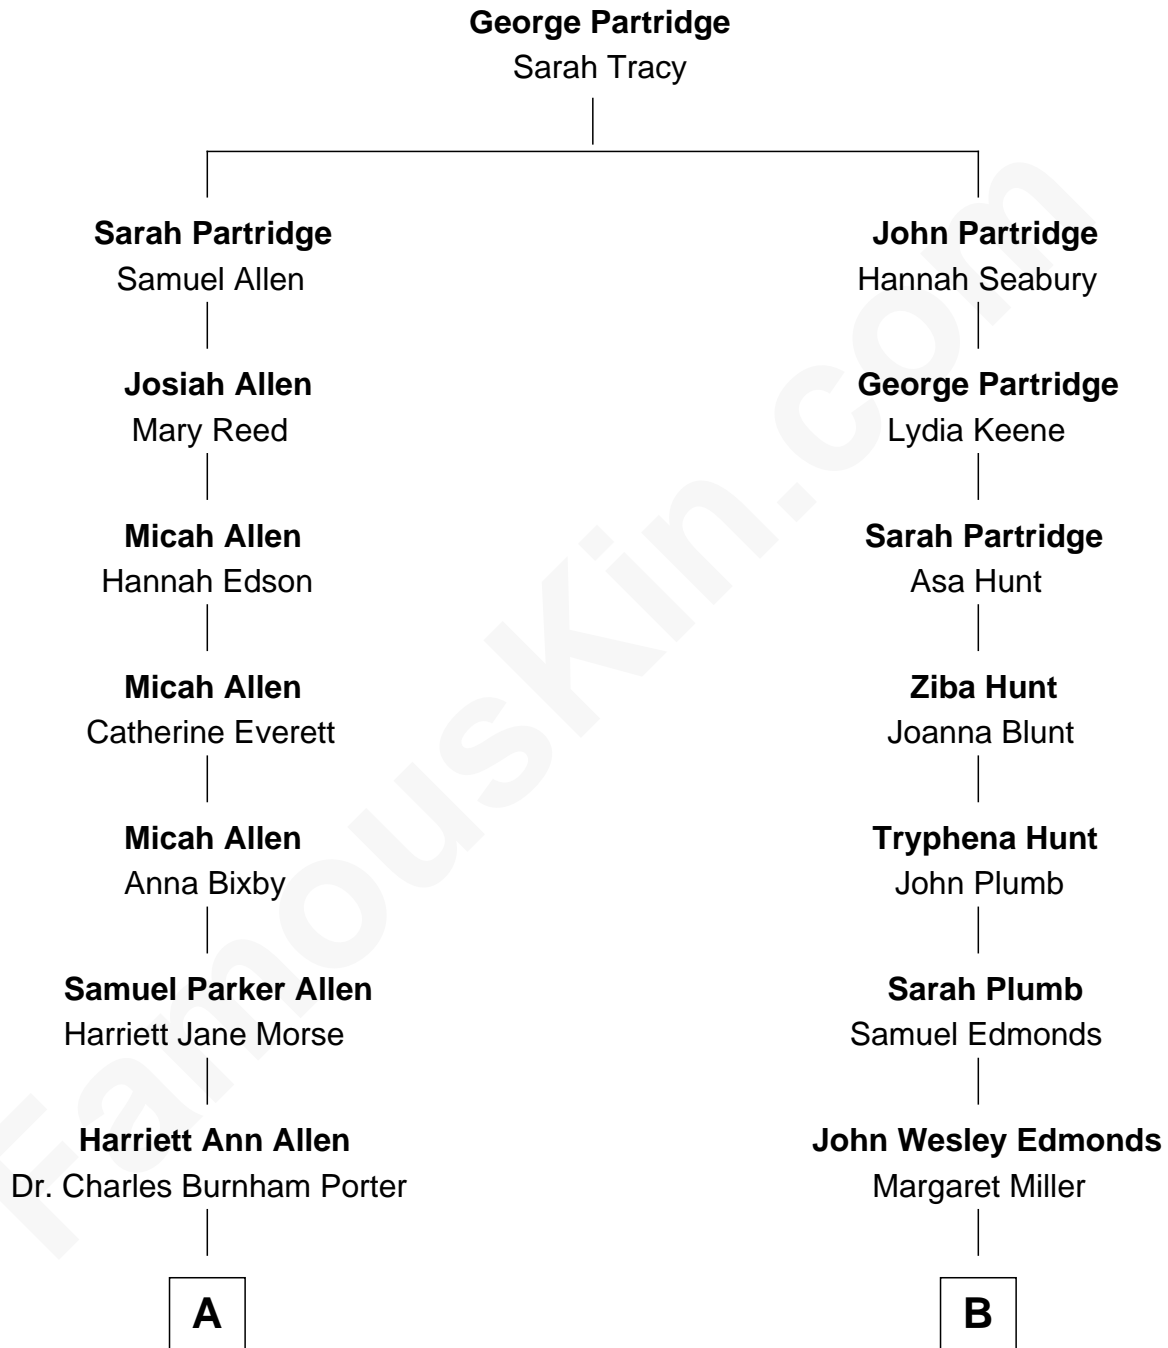 George Partridge
Sarah Tracy
Sarah Partridge
Samuel Allen
John Partridge
Hannah Seabury
Josiah Allen
Mary Reed
George Partridge
Lydia Keene
Micah Allen
Hannah Edson
Sarah Partridge
Asa Hunt
Micah Allen
Catherine Everett
Ziba Hunt
Joanna Blunt
Micah Allen
Anna Bixby
Tryphena Hunt
John Plumb
Samuel Parker Allen
Harriett Jane Morse
Sarah Plumb
Samuel Edmonds
Harriett Ann Allen
Dr. Charles Burnham Porter
John Wesley Edmonds
Margaret Miller
A
B
FamousKin.com